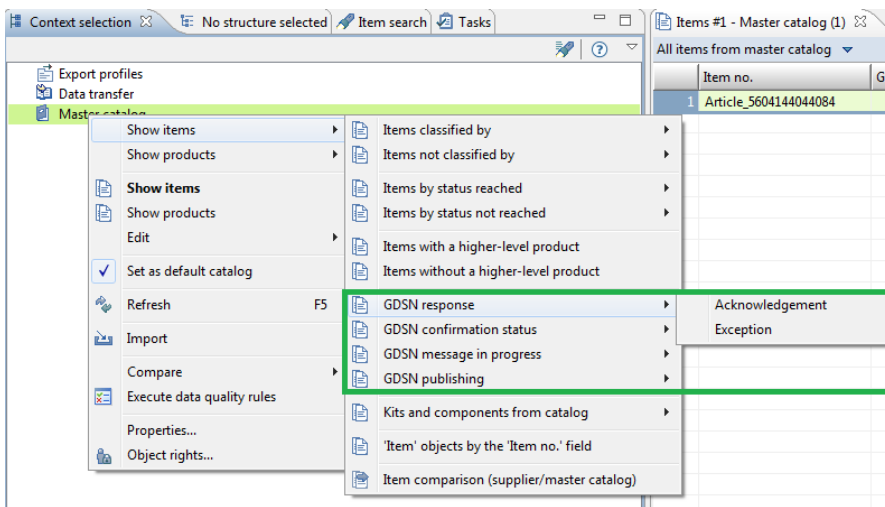 Context selection
No structure selected
Item search
Tasks
Items #1 - Master catalog (1)
All items from master catalog
Item no.
G
1 Article_5604144044084
Export profiles
Data transfer
Master catalog
Show items
Show products
Show items
Show products
Edit
Set as default catalog
Refresh F5
Import
Compare
Execute data quality rules
Properties...
Object rights...
Items classified by
Items not classified by
Items by status reached
Items by status not reached
Items with a higher-level product
Items without a higher-level product
GDSN response
GDSN confirmation status
GDSN message in progress
GDSN publishing
Kits and components from catalog
'Item' objects by the 'Item no.' field
Item comparison (supplier/master catalog)
Acknowledgement
Exception